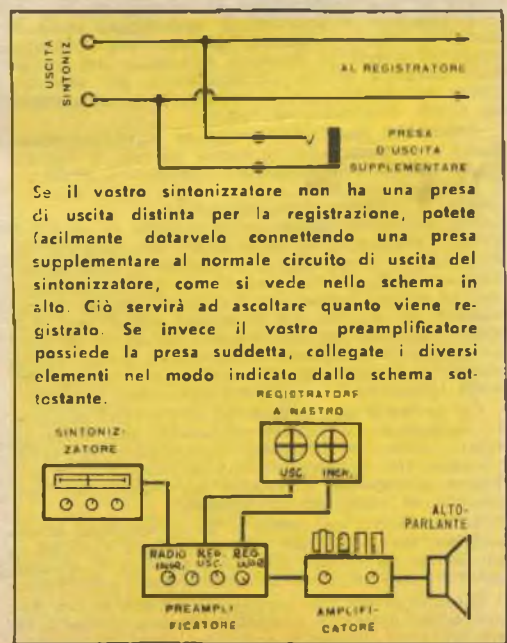 USCITA
SINTONIZ.
AL REGISTRATORE
PRESA
D'USCITA
SUPPLEMENTARE
Se il vostro sintonizzatore non ha una presa
di uscita distinta per la registrazione, potete
facilmente dotarvelo connettendo una presa
supplementare al normale circuito di uscita del
sintonizzatore, come si vede nello schema in
alto. Ciò servirà ad ascoltare quanto viene re-
gistrato. Se invece il vostro preamplificatore
possiede la presa suddetta, collegate i diversi
elementi nel modo indicato dallo schema sot-
tostante.
REGISTRATORE
A NASTRO
USC. INGR.
SINTONIZ-
ZATORE
ALTO-
PARLANTE
RADIO REG. REG.
INGR. USC. INGR.
PREAMPLI
FICATORE
AMPLIFI-
CATORE